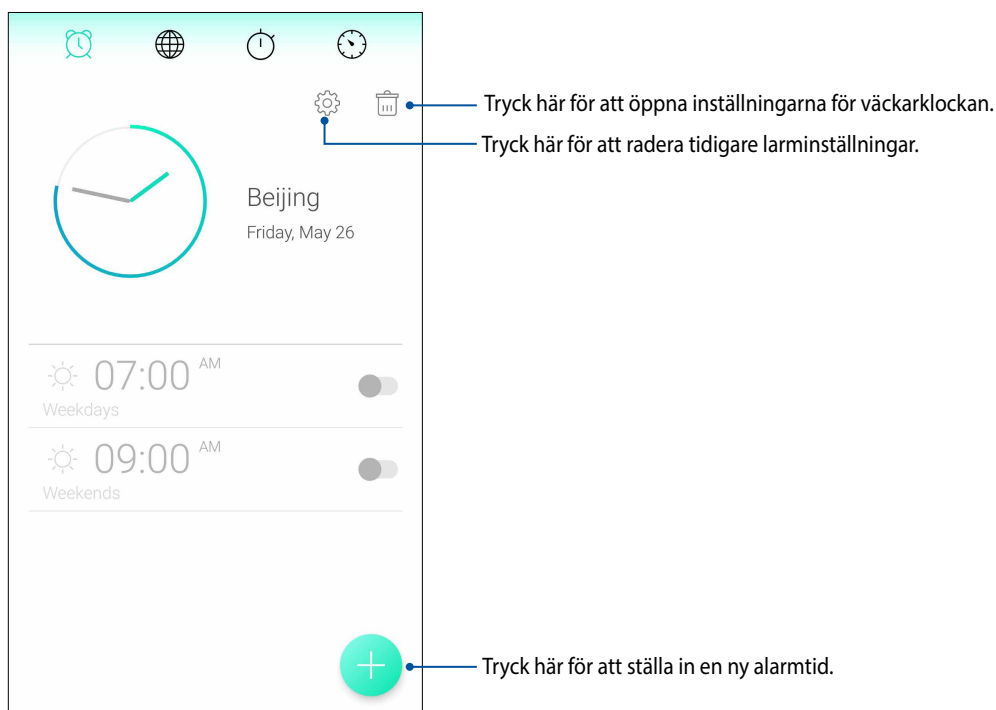 Tryck här för att öppna inställningarna för väckarklockan.
Tryck här för att radera tidigare larminställningar.
Beijing
Friday, May 26
07:00 AM
Weekdays
09:00 AM
Weekends
Tryck här för att ställa in en ny alarmtid.